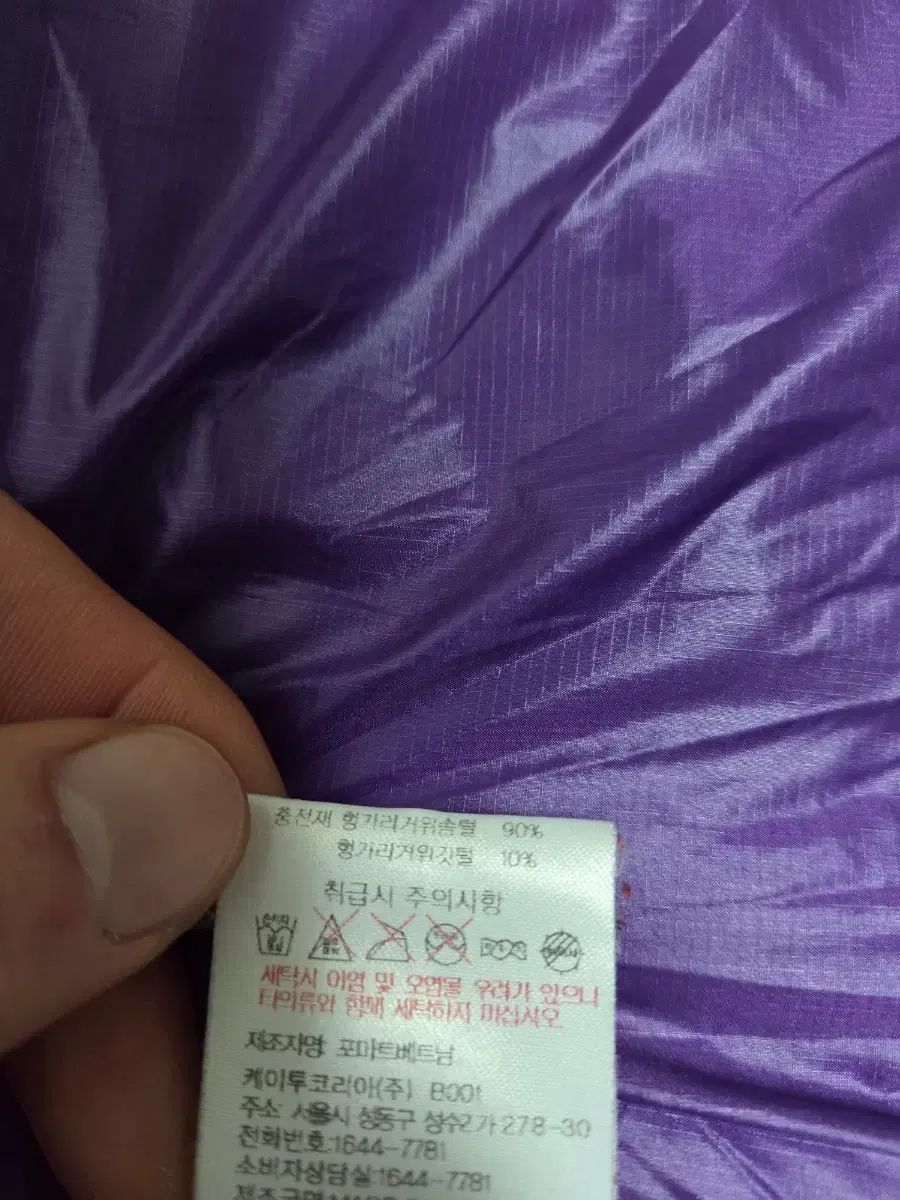 충전재 헝가리거위솜털 90%
헝가리거위깃털 10%
취급시 주의사항
세탁시 이염 및 오염물 우려가 있으니
타의류와 함께 세탁하지 마십시오
제조자명 포마트베트남
케이투코리아(주) B001
주소 서울시 성동구 성수2가 278-30
전화번호:1644-7781
소비자상담실:1644-7781
제조국명: